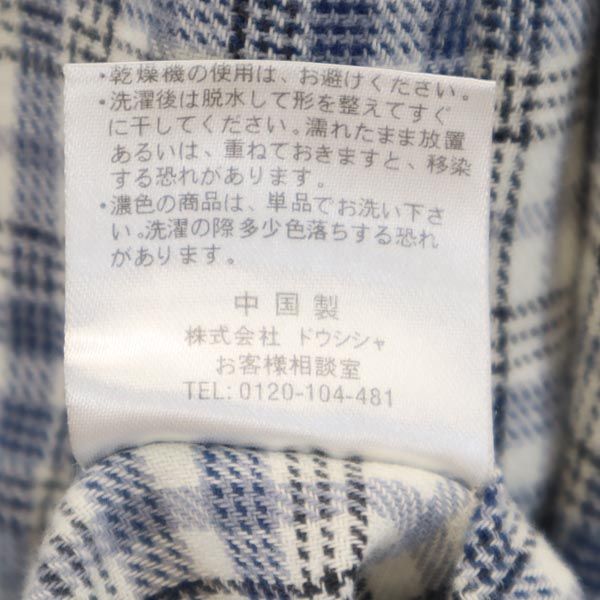 ・乾燥機の使用は、お避けください。
・洗濯後は脱水して形を整えてすぐ
に干してください。濡れたまま放置
あるいは、重ねておきますと、移染
する恐れがあります。
・濃色の商品は、単品でお洗い下さ
い。洗濯の際多少色落ちする恐れ
があります。
中国製
株式会社 ドウシシャ
お客様相談室
TEL: 0120-104-481